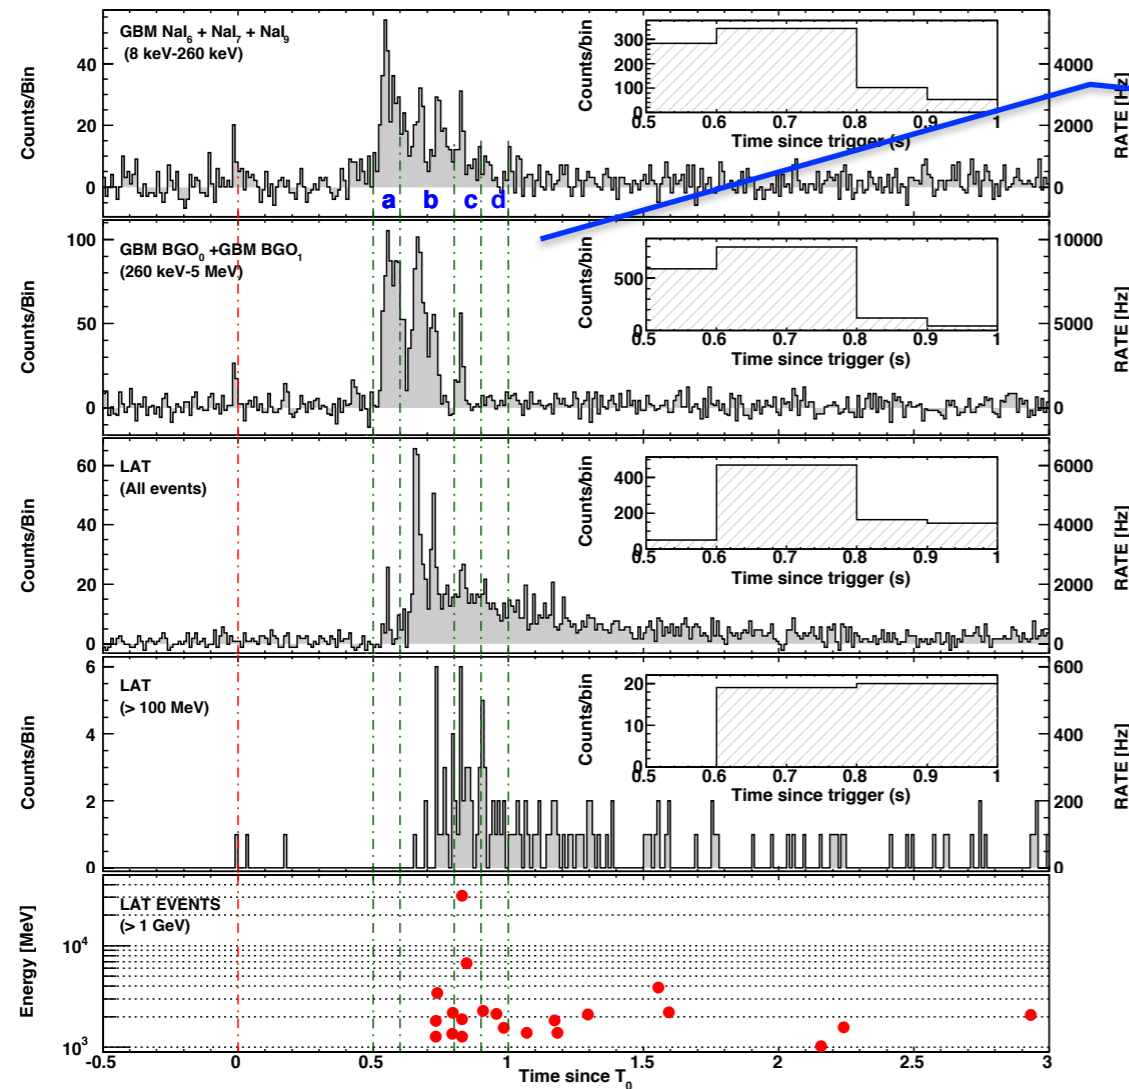 GBM NaI6 + NaI7 + NaI9
(8 keV-260 keV)
Counts/Bin
40
20
0
RATE [Hz]
4000
2000
0
Counts/bin
300
200
100
0
0.5 0.6 0.7 0.8 0.9 1
Time since trigger (s)
a b c d
GBM BGO0 +GBM BGO1
(260 keV-5 MeV)
Counts/Bin
100
50
0
RATE [Hz]
10000
5000
0
Counts/bin
500
0
0.5 0.6 0.7 0.8 0.9 1
Time since trigger (s)
LAT
(All events)
Counts/Bin
60
40
20
0
RATE [Hz]
6000
4000
2000
0
Counts/bin
400
200
0
0.5 0.6 0.7 0.8 0.9 1
Time since trigger (s)
LAT
(> 100 MeV)
Counts/Bin
6
4
2
0
RATE [Hz]
600
400
200
0
Counts/bin
20
10
0.5 0.6 0.7 0.8 0.9 1
Time since trigger (s)
LAT EVENTS
(> 1 GeV)
Energy [MeV]
10^4
10^3
-0.5 0 0.5 1 1.5 2 2.5 3
Time since T0